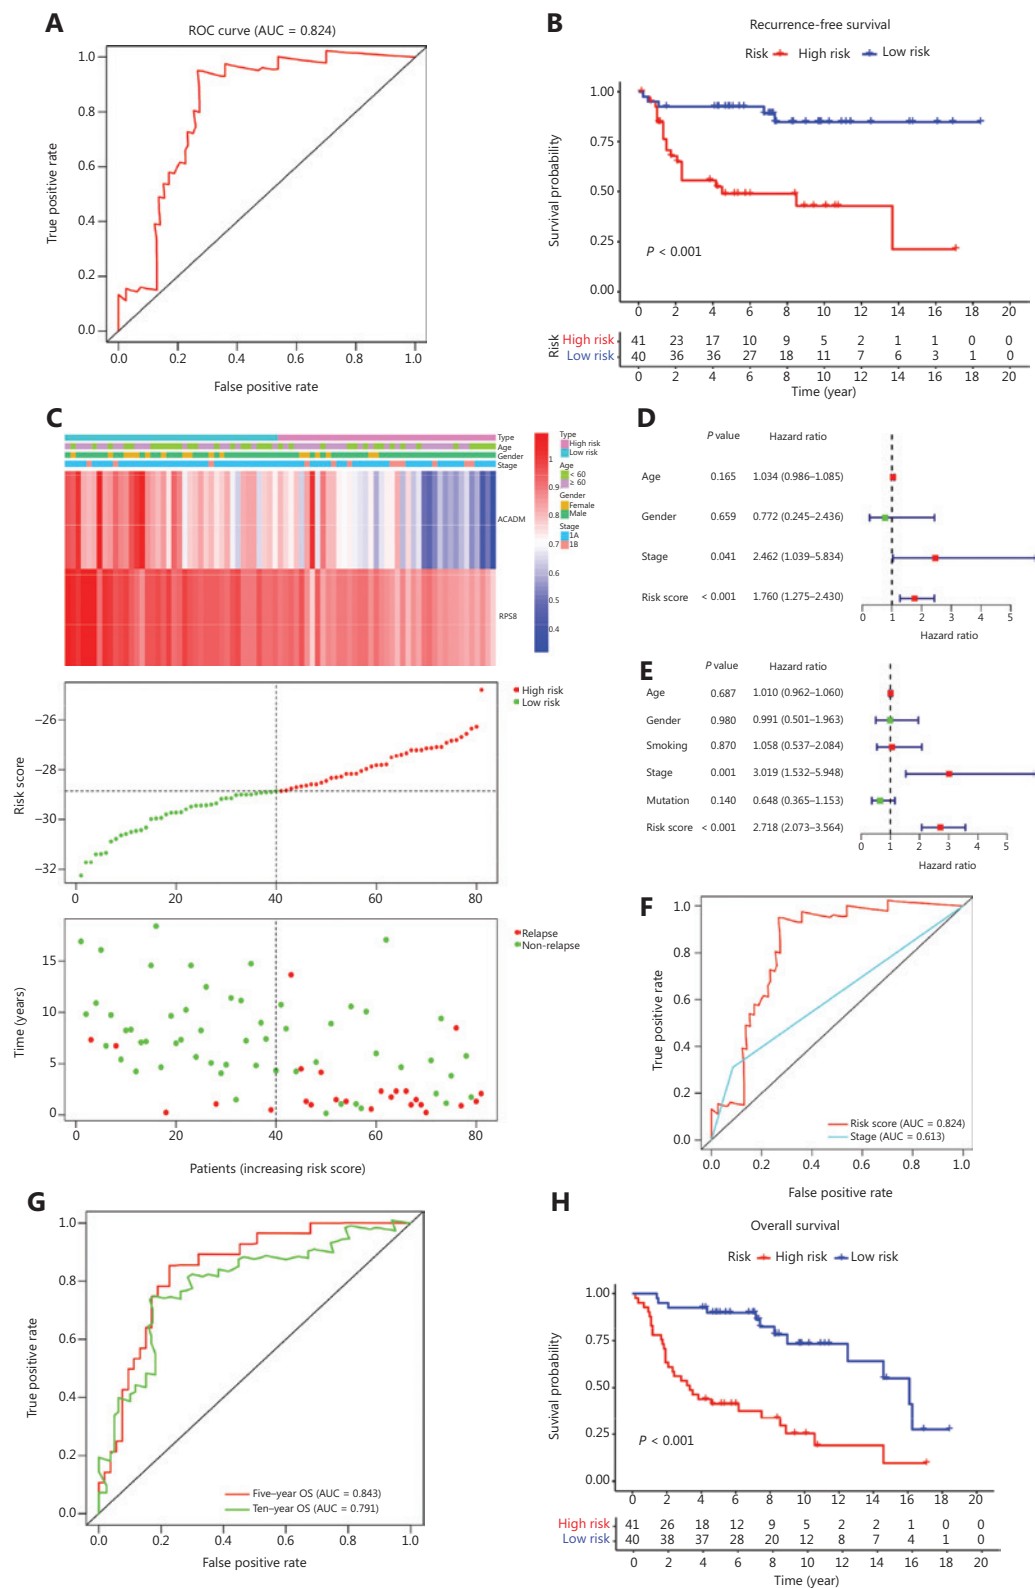 A
ROC curve (AUC = 0.824)
1.0
0.8
0.6
0.4
0.2
0.0
True positive rate
0.0 0.2 0.4 0.6 0.8 1.0
False positive rate
B
Recurrence-free survival
Risk High risk Low risk
1.00
0.75
0.50
0.25
0.00
Survival probability
P < 0.001
0 2 4 6 8 10 12 14 16 18 20
Risk
High risk 41 23 17 10 9 5 2 1 1 0 0
Low risk 40 36 36 27 18 11 7 6 3 1 0
0 2 4 6 8 10 12 14 16 18 20
Time (year)
C
Type
Age
Gender
Stage
ACADM
RPS8
1
0.9
0.8
0.7
0.6
0.5
0.4
Type
High risk
Low risk
Age
< 60
≥ 60
Gender
Female
Male
Stage
1A
1B
High risk
Low risk
−26
−28
−30
−32
Risk score
0 20 40 60 80
Relapse
Non-relapse
15
10
5
0
Time (years)
0 20 40 60 80
Patients (increasing risk score)
D
P value Hazard ratio
Age 0.165 1.034 (0.986–1.085)
Gender 0.659 0.772 (0.245–2.436)
Stage 0.041 2.462 (1.039–5.834)
Risk score < 0.001 1.760 (1.275–2.430)
0 1 2 3 4 5
Hazard ratio
E
P value Hazard ratio
Age 0.687 1.010 (0.962–1.060)
Gender 0.980 0.991 (0.501–1.963)
Smoking 0.870 1.058 (0.537–2.084)
Stage 0.001 3.019 (1.532–5.948)
Mutation 0.140 0.648 (0.365–1.153)
Risk score < 0.001 2.718 (2.073–3.564)
0 1 2 3 4 5
Hazard ratio
F
1.0
0.8
0.6
0.4
0.2
0.0
True positive rate
Risk score (AUC = 0.824)
Stage (AUC = 0.613)
0.0 0.2 0.4 0.6 0.8 1.0
False positive rate
G
1.0
0.8
0.6
0.4
0.2
0.0
True positive rate
Five–year OS (AUC = 0.843)
Ten–year OS (AUC = 0.791)
0.0 0.2 0.4 0.6 0.8 1.0
False positive rate
H
Overall survival
Risk High risk Low risk
1.00
0.75
0.50
0.25
0.00
Suvival probability
P < 0.001
0 2 4 6 8 10 12 14 16 18 20
High risk 41 26 18 12 9 5 2 2 1 0 0
Low risk 40 38 37 28 20 12 8 7 4 1 0
0 2 4 6 8 10 12 14 16 18 20
Time (year)